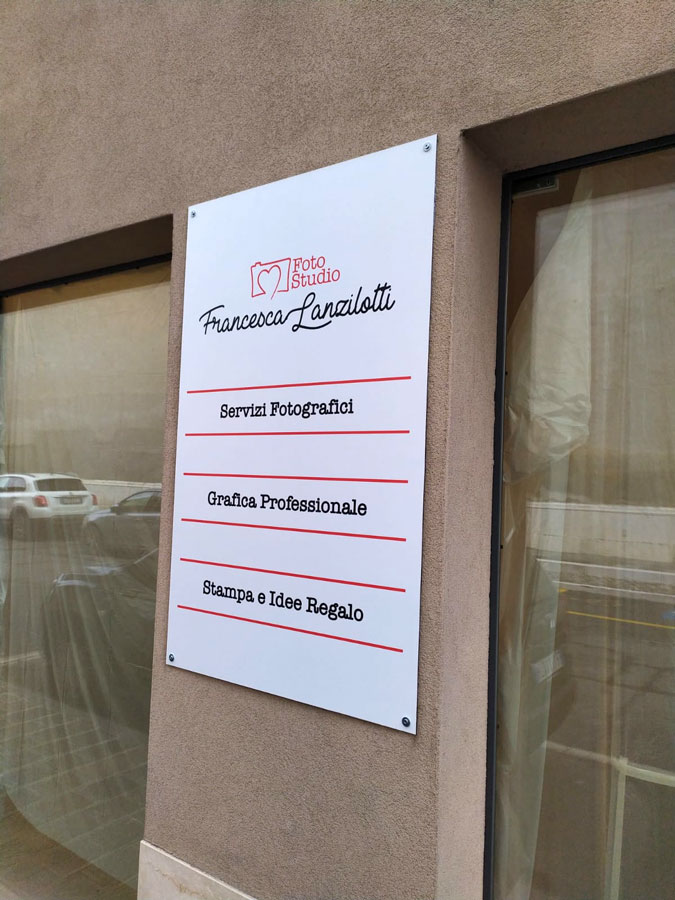 Foto
Studio
Francesca Lanzilotti
Servizi Fotografici
Grafica Professionale
Stampa e Idee Regalo